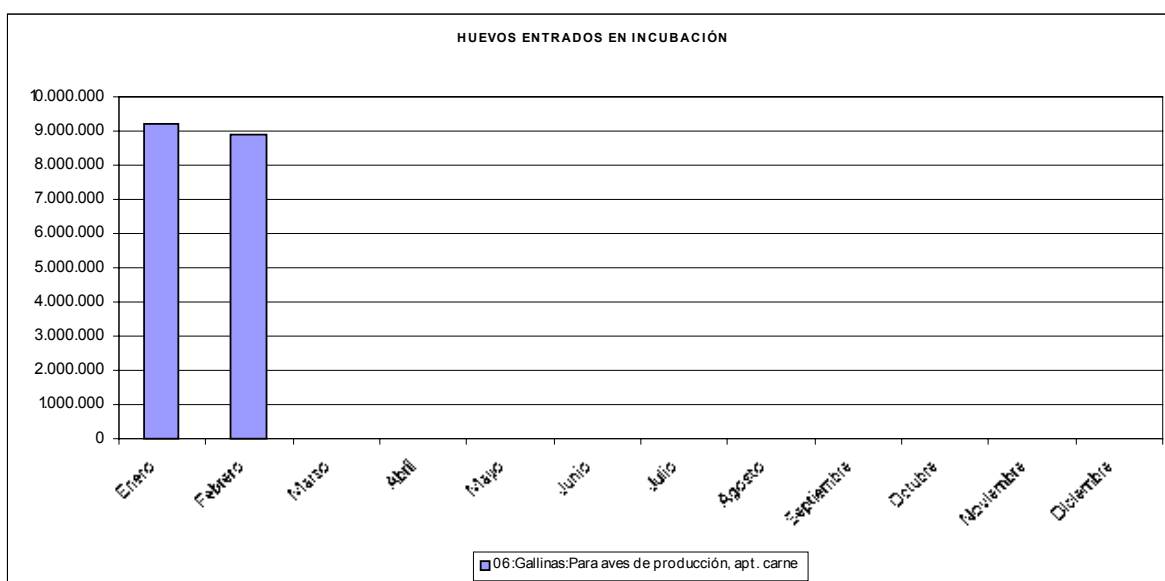 HUEVOS ENTRADOS EN INCUBACIÓN
10.000.000
9.000.000
8.000.000
7.000.000
6.000.000
5.000.000
4.000.000
3.000.000
2.000.000
1.000.000
0
Enero
Febrero
Marzo
Abril
Mayo
Junio
Julio
Agosto
Septiembre
Octubre
Noviembre
Diciembre
06:Gallinas:Para aves de producción, apt. carne